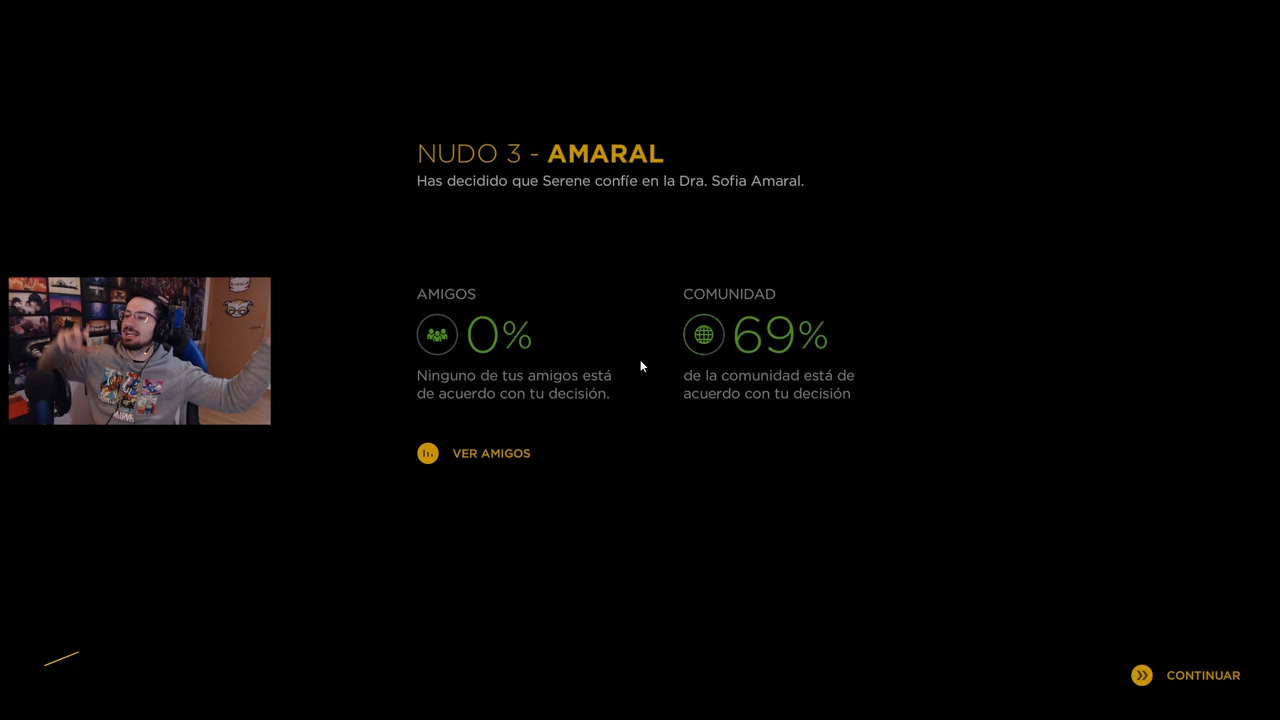 NUDO 3 - AMARAL
Has decidido que Serene confíe en la Dra. Sofia Amaral.
AMIGOS
0%
Ninguno de tus amigos está
de acuerdo con tu decisión.
COMUNIDAD
69%
de la comunidad está de
acuerdo con tu decisión
VER AMIGOS
CONTINUAR